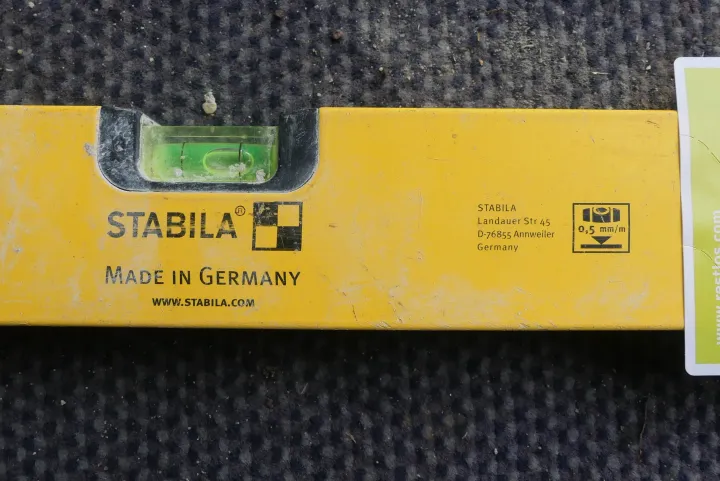 STABILA®
MADE IN GERMANY
WWW.STABILA.COM
STABILA
Landauer Str 45
D-76855 Annweiler
Germany
0,5 mm/m